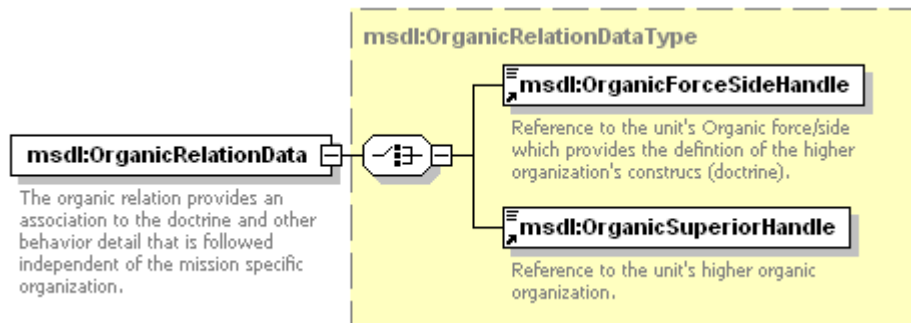 msdl:OrganicRelationDataType
msdl:OrganicForceSideHandle
Reference to the unit's Organic force/side
which provides the defintion of the higher
organization's construcs (doctrine).
msdl:OrganicRelationData
The organic relation provides an
association to the doctrine and other
behavior detail that is followed
independent of the mission specific
organization.
msdl:OrganicSuperiorHandle
Reference to the unit's higher organic
organization.